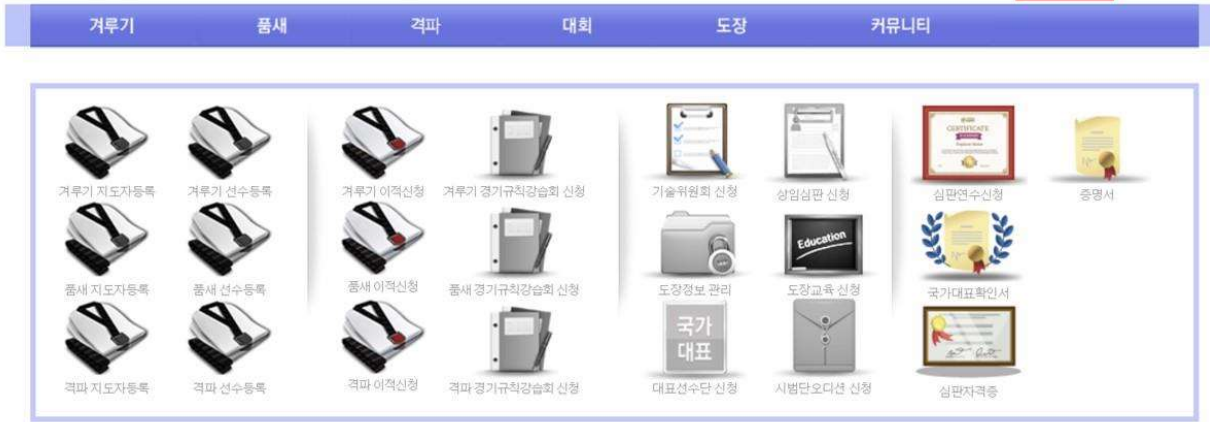 겨루기 품새 격파 대회 도장 커뮤니티
겨루기 지도자등록 겨루기 선수등록 겨루기 이적신청 겨루기 경기규칙강습회 신청 기술위원회 신청 상임심판 신청 심판연수신청 증명서
CERTIFICATE
Education
품새 지도자등록 품새 선수등록 품새 이적신청 품새 경기규칙강습회 신청 도장정보 관리 도장교육 신청 국가대표확인서
국가
대표
격파 지도자등록 격파 선수등록 격파 이적신청 격파 경기규칙강습회 신청 대표선수단 신청 시범단오디션 신청 심판자격증